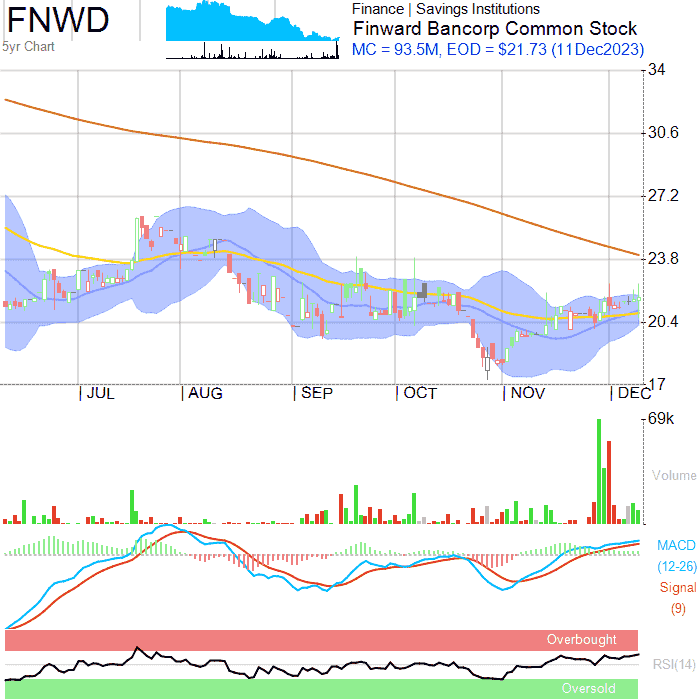 FNWD
5yr Chart
Finance | Savings Institutions
Finward Bancorp Common Stock
MC = 93.5M, EOD = $21.73 (11Dec2023)
34
30.6
27.2
23.8
20.4
17
JUL AUG SEP OCT NOV DEC
69k
Volume
MACD
(12-26)
Signal
(9)
Overbought
RSI(14)
Oversold